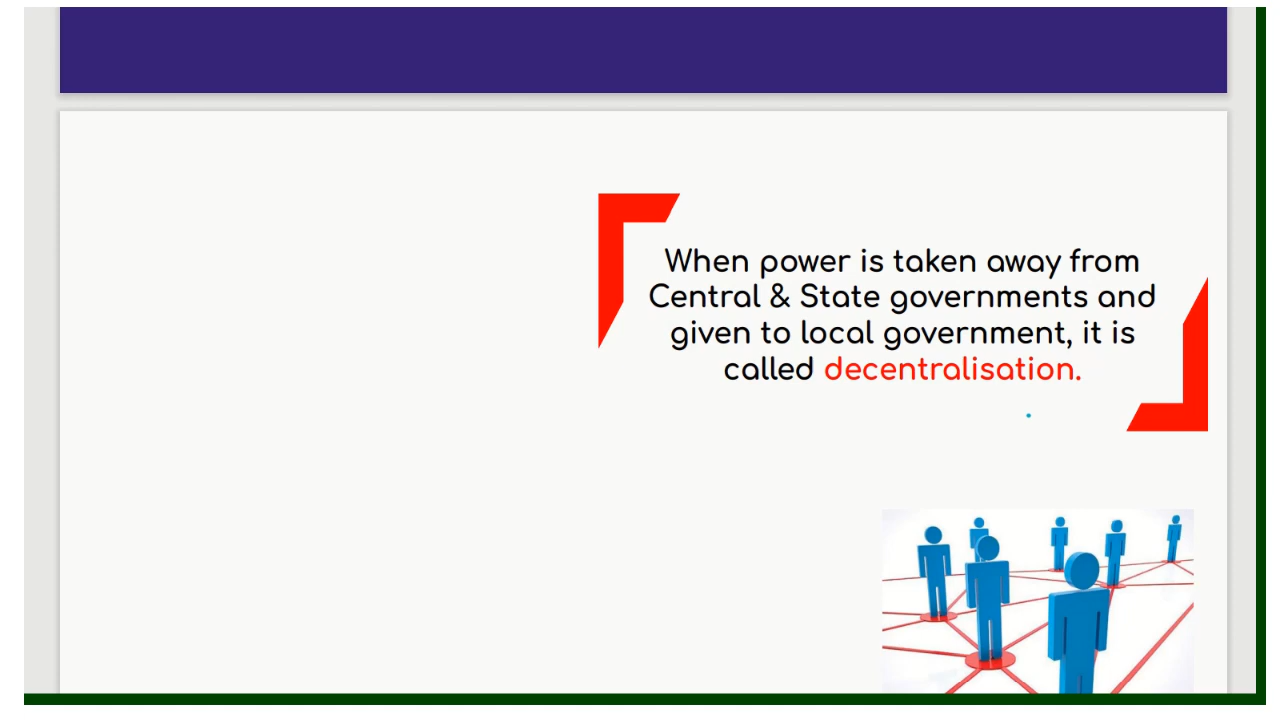 When power is taken away from
Central & State governments and
given to local government, it is
called decentralisation.